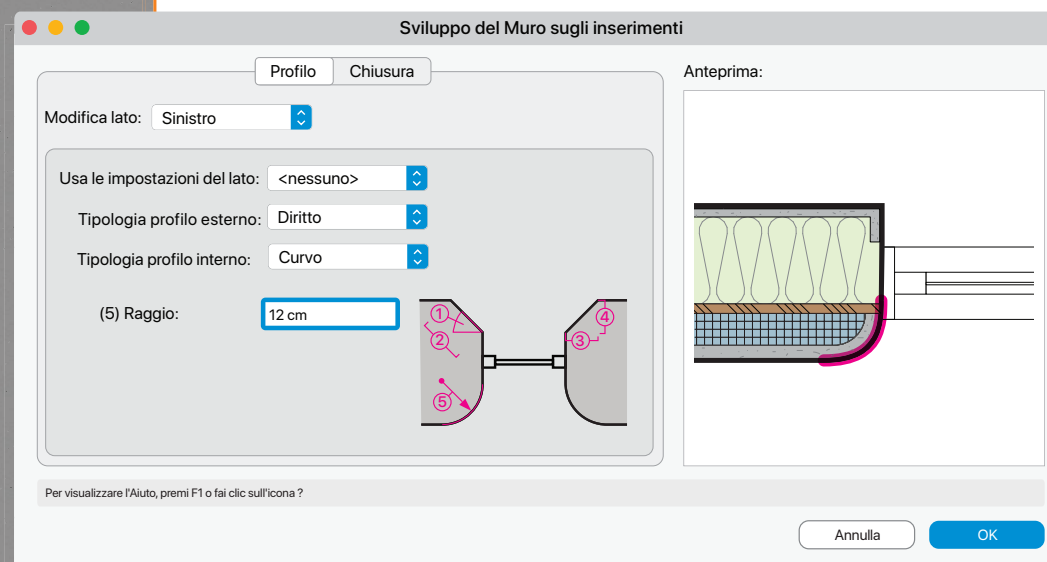 Sviluppo del Muro sugli inserimenti
Profilo Chiusura
Anteprima:
Modifica lato: Sinistro
Usa le impostazioni del lato: <nessuno>
Tipologia profilo esterno: Diritto
Tipologia profilo interno: Curvo
(5) Raggio: 12 cm
1
4
2
3
5
Per visualizzare l'Aiuto, premi F1 o fai clic sull'icona ?
Annulla OK